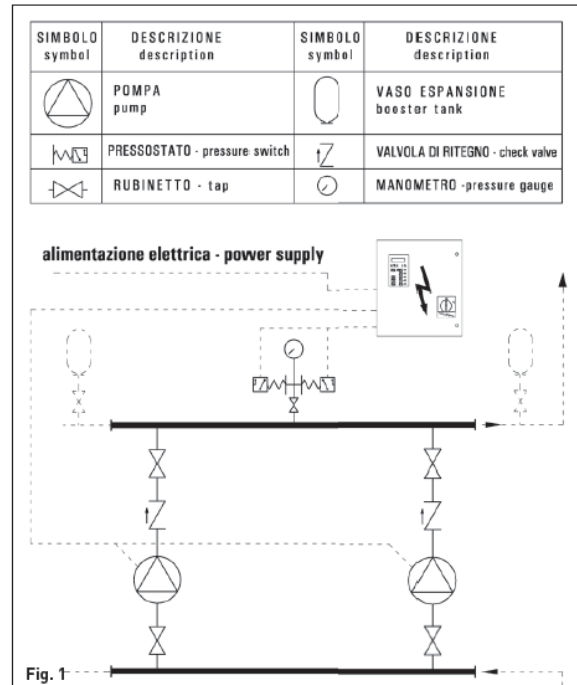 SIMBOLO DESCRIZIONE SIMBOLO DESCRIZIONE
symbol description symbol description
POMPA VASO ESPANSIONE
pump booster tank
PRESSOSTATO - pressure switch VALVOLA DI RITEGNO - check valve
RUBINETTO - tap MANOMETRO -pressure gauge
alimentazione elettrica - power supply
Fig. 1